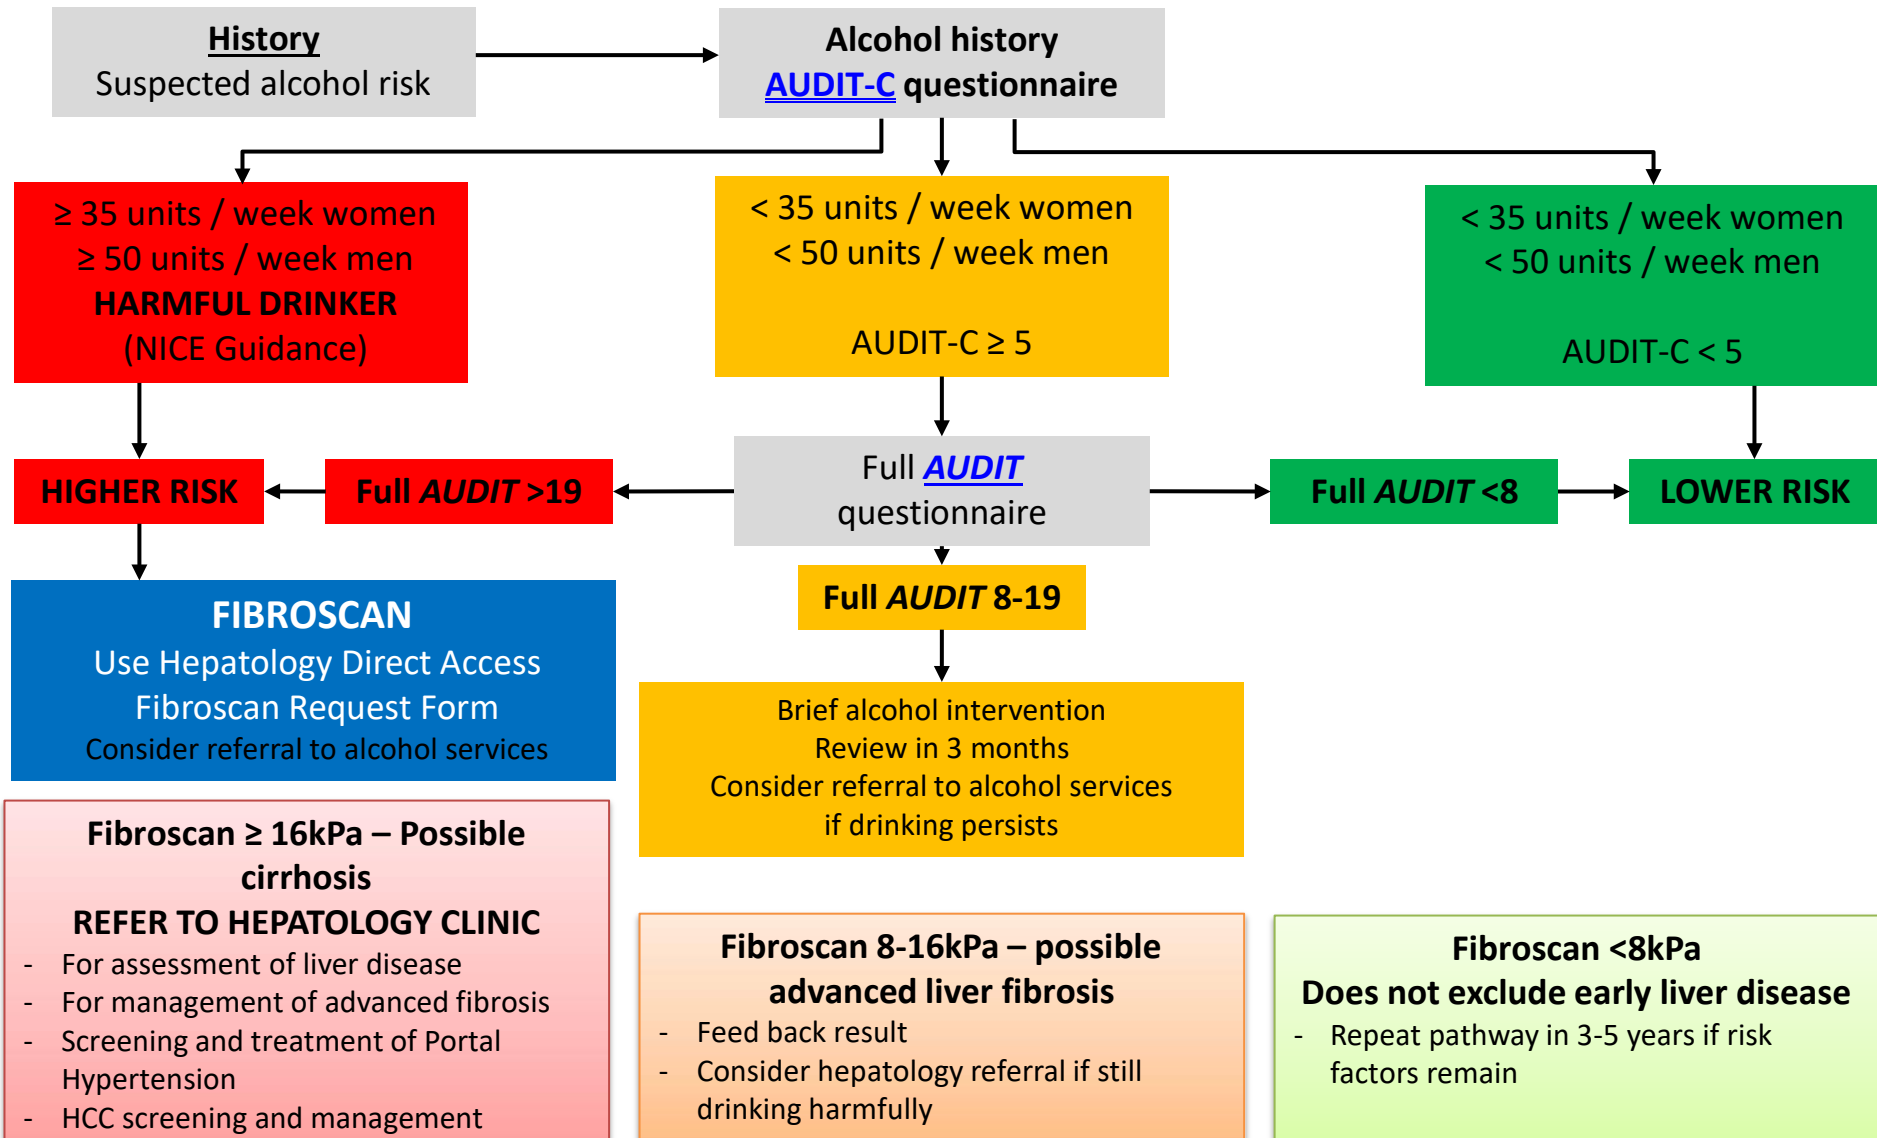 History
Suspected alcohol risk
Alcohol history
AUDIT-C questionnaire
≥ 35 units / week women
≥ 50 units / week men
HARMFUL DRINKER
(NICE Guidance)
< 35 units / week women
< 50 units / week men
AUDIT-C ≥ 5
< 35 units / week women
< 50 units / week men
AUDIT-C < 5
HIGHER RISK
Full AUDIT >19
Full AUDIT
questionnaire
Full AUDIT <8
LOWER RISK
Full AUDIT 8-19
FIBROSCAN
Use Hepatology Direct Access
Fibroscan Request Form
Consider referral to alcohol services
Brief alcohol intervention
Review in 3 months
Consider referral to alcohol services
if drinking persists
Fibroscan ≥ 16kPa – Possible
cirrhosis
REFER TO HEPATOLOGY CLINIC
- For assessment of liver disease
- For management of advanced fibrosis
- Screening and treatment of Portal
Hypertension
- HCC screening and management
Fibroscan 8-16kPa – possible
advanced liver fibrosis
- Feed back result
- Consider hepatology referral if still
drinking harmfully
Fibroscan <8kPa
Does not exclude early liver disease
- Repeat pathway in 3-5 years if risk
factors remain